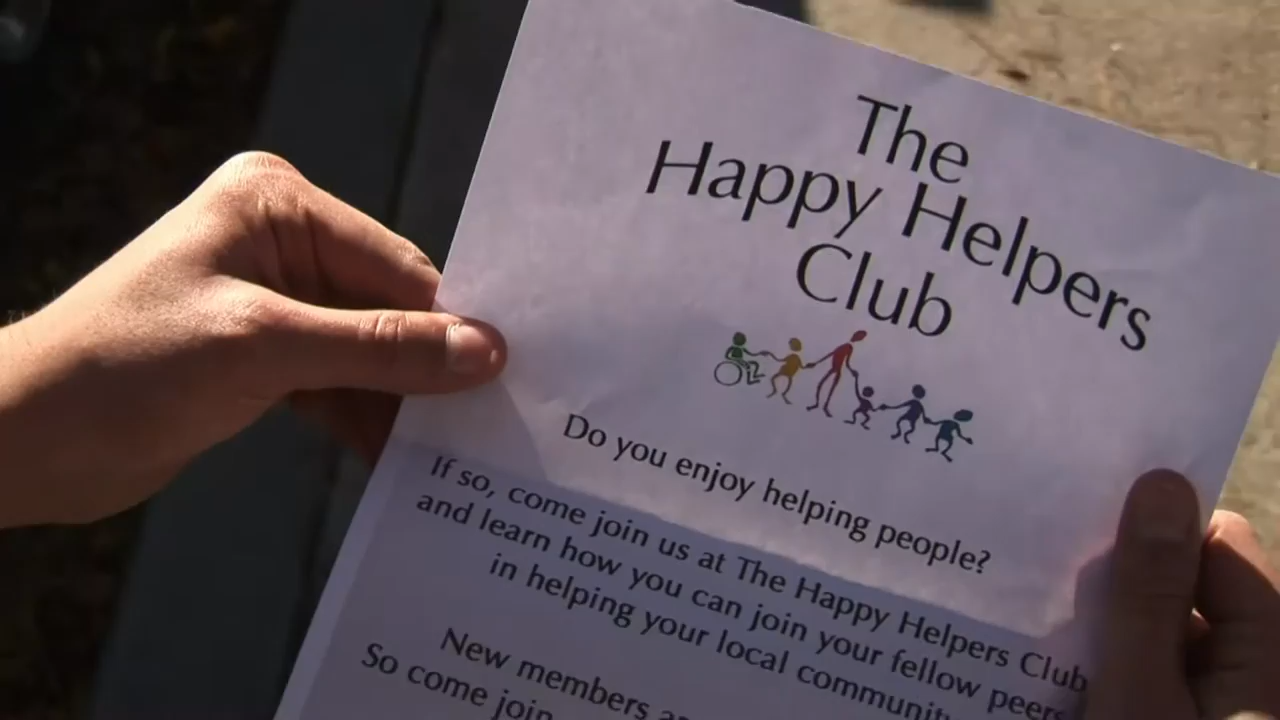 The
Happy Helpers
Club
Do you enjoy helping people?
If so, come join us at The Happy Helpers Club
and learn how you can join your fellow peers
in helping your local community
New members
So come join